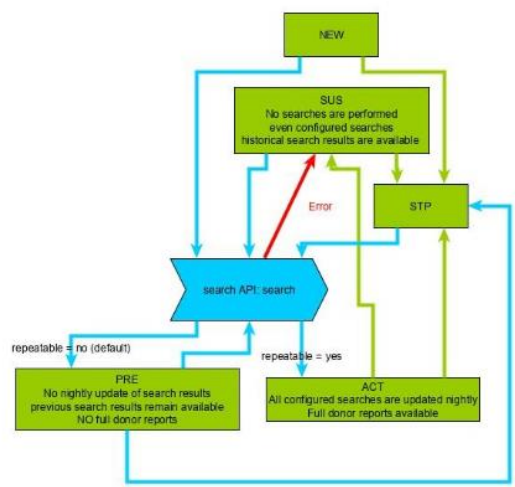 NEW
SUS
No searches are performed
even configured searches
historical search results are available
Error
STP
search API: search
repeatable = no (default)
repeatable = yes
PRE
No nightly update of search results
previous search results remain available
NO full donor reports
ACT
All configured searches are updated nightly
Full donor reports available